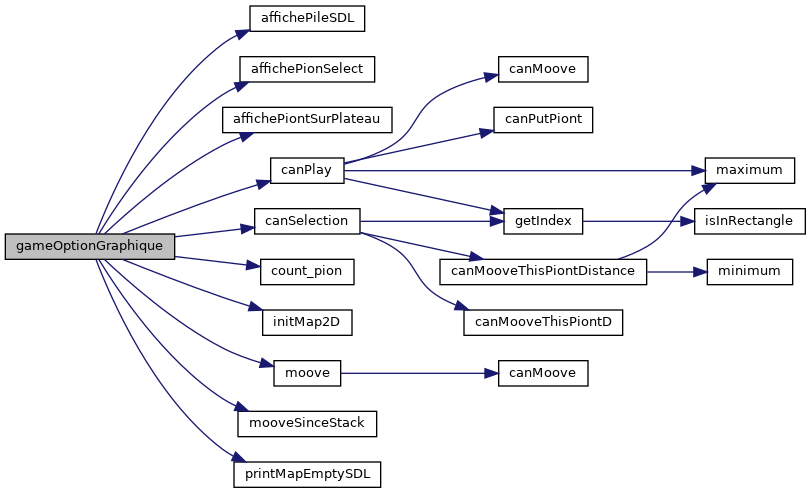 affichePileSDL
affichePionSelect
canMoove
affichePiontSurPlateau
canPutPiont
canPlay
maximum
canSelection
getIndex
isInRectangle
gameOptionGraphique
count_pion
canMooveThisPiontDistance
minimum
initMap2D
canMooveThisPiontD
moove
canMoove
mooveSinceStack
printMapEmptySDL